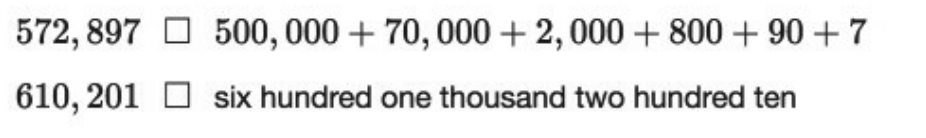 572,897 □ 500,000 + 70,000 + 2,000 + 800 + 90 + 7
610,201 □ six hundred one thousand two hundred ten